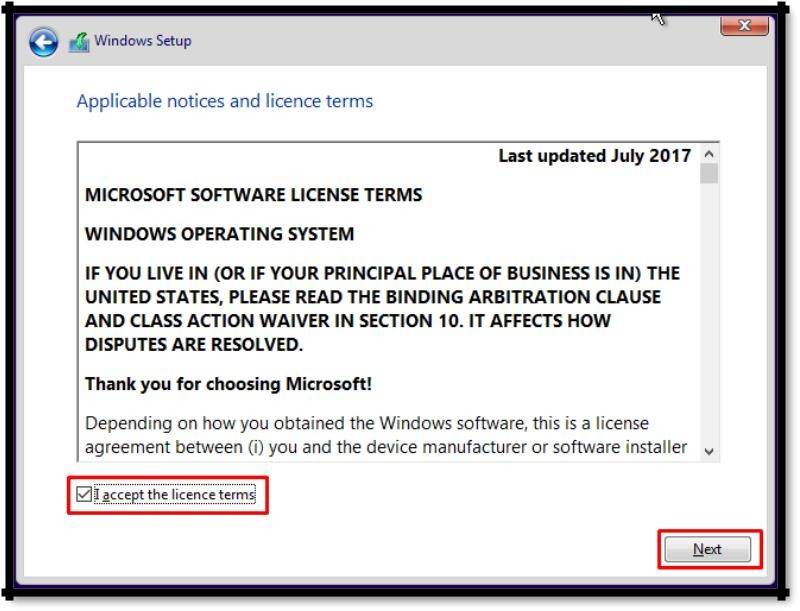 Windows Setup
Applicable notices and licence terms
Last updated July 2017
MICROSOFT SOFTWARE LICENSE TERMS
WINDOWS OPERATING SYSTEM
IF YOU LIVE IN (OR IF YOUR PRINCIPAL PLACE OF BUSINESS IS IN) THE
UNITED STATES, PLEASE READ THE BINDING ARBITRATION CLAUSE
AND CLASS ACTION WAIVER IN SECTION 10. IT AFFECTS HOW
DISPUTES ARE RESOLVED.
Thank you for choosing Microsoft!
Depending on how you obtained the Windows software, this is a license
agreement between (i) you and the device manufacturer or software installer
I accept the licence terms
Next